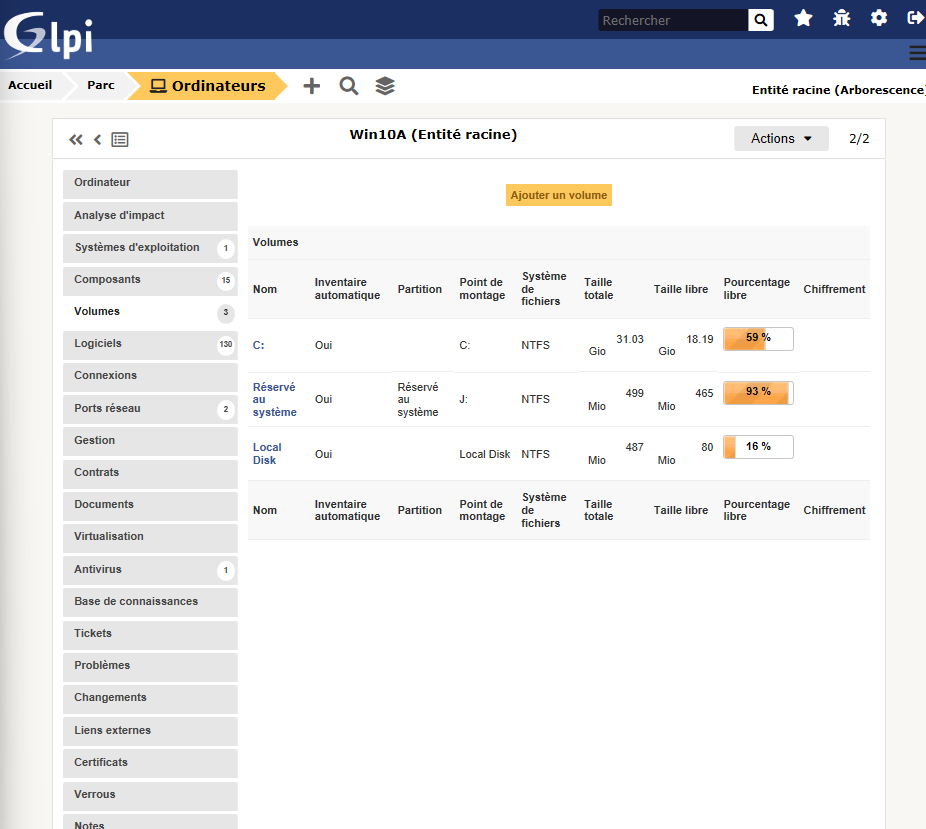 Glpi
Rechercher
Accueil Parc Ordinateurs
Entité racine (Arborescence)
Win10A (Entité racine)
Actions 2/2
Ordinateur
Analyse d'impact
Systèmes d'exploitation 1
Composants 15
Volumes 3
Logiciels 130
Connexions
Ports réseau 2
Gestion
Contrats
Documents
Virtualisation
Antivirus 1
Base de connaissances
Tickets
Problèmes
Changements
Liens externes
Certificats
Verrous
Notes
Ajouter un volume
Volumes
Nom Inventaire automatique Partition Point de montage Système de fichiers Taille totale Taille libre Pourcentage libre Chiffrement
C: Oui C: NTFS 31.03 Gio 18.19 Gio 59 %
Réservé au système Oui Réservé au système J: NTFS 499 Mio 465 Mio 93 %
Local Disk Oui Local Disk NTFS 487 Mio 80 Mio 16 %
Nom Inventaire automatique Partition Point de montage Système de fichiers Taille totale Taille libre Pourcentage libre Chiffrement